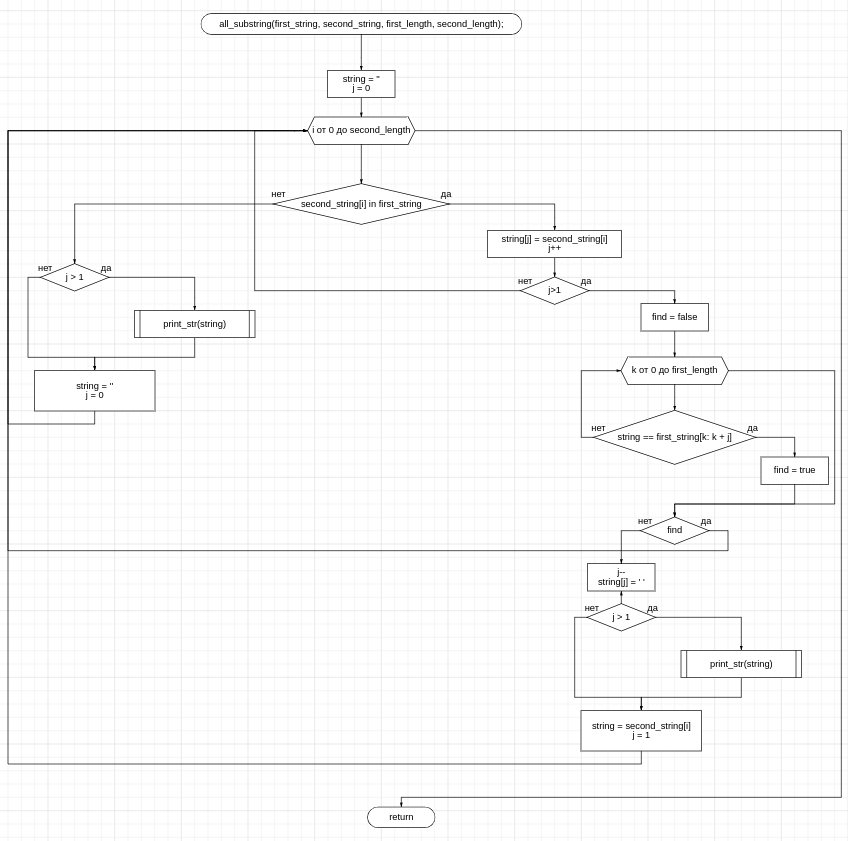 all_substring(first_string, second_string, first_length, second_length);
string = "
j = 0
i от 0 до second_length
нет
да
second_string[i] in first_string
string[j] = second_string[i]
j++
нет
да
j > 1
нет
да
j>1
print_str(string)
find = false
string = "
j = 0
k от 0 до first_length
нет
да
string == first_string[k: k + j]
find = true
нет
да
find
j--
string[j] = ' '
нет
да
j > 1
print_str(string)
string = second_string[i]
j = 1
return